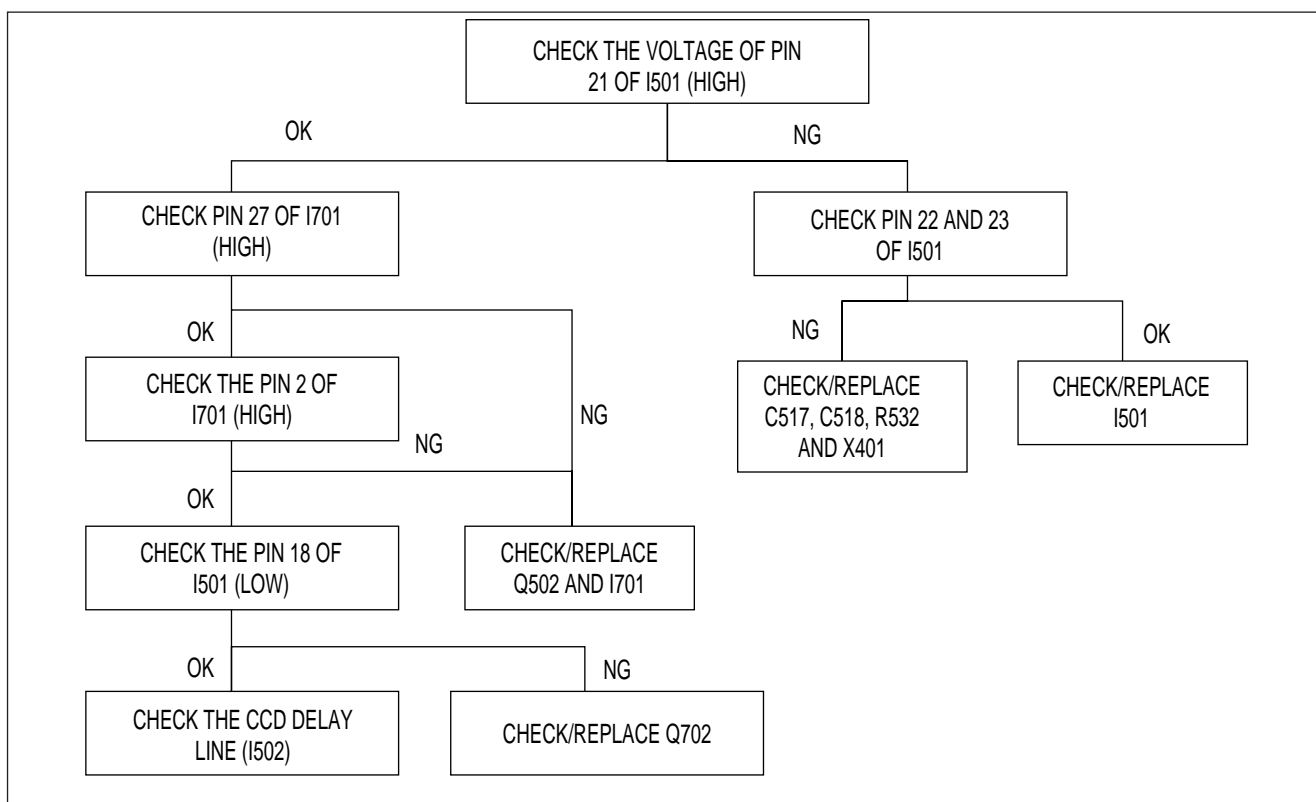 CHECK THE VOLTAGE OF PIN
21 OF I501 (HIGH)
OK
NG
CHECK PIN 27 OF I701
(HIGH)
CHECK PIN 22 AND 23
OF I501
OK
NG
NG
OK
CHECK THE PIN 2 OF
I701 (HIGH)
CHECK/REPLACE
C517, C518, R532
AND X401
CHECK/REPLACE
I501
NG
OK
CHECK THE PIN 18 OF
I501 (LOW)
CHECK/REPLACE
Q502 AND I701
OK
NG
CHECK THE CCD DELAY
LINE (I502)
CHECK/REPLACE Q702